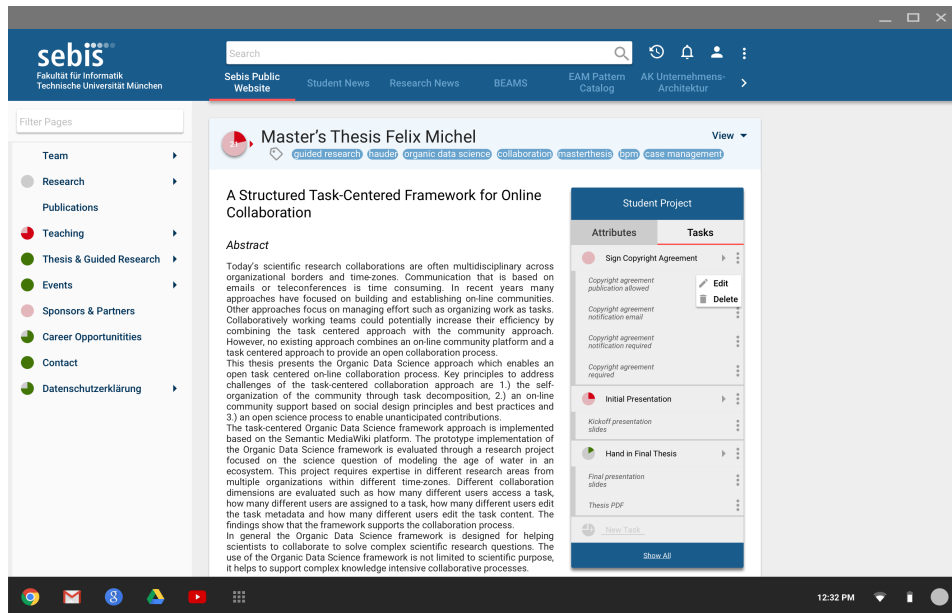 sebis
Fakultät für Informatik
Technische Universität München
Search
Sebis Public
Website
Student News
Research News
BEAMS
EAM Pattern
Catalog
AK Unternehmens-
Architektur
Filter Pages
Team
Research
Publications
Teaching
Thesis & Guided Research
Events
Sponsors & Partners
Career Opportunitities
Contact
Datenschutzerklärung
21
Master's Thesis Felix Michel
View
guided research hauder organic data science collaboration masterthesis bpm case management
A Structured Task-Centered Framework for Online
Collaboration
Abstract
Today's scientific research collaborations are often multidisciplinary across
organizational borders and time-zones. Communication that is based on
emails or teleconferences is time consuming. In recent years many
approaches have focused on building and establishing on-line communities.
Other approaches focus on managing effort such as organizing work as tasks.
Collaboratively working teams could potentially increase their efficiency by
combining the task centered approach with the community approach.
However, no existing approach combines an on-line community platform and a
task centered approach to provide an open collaboration process.
This thesis presents the Organic Data Science approach which enables an
open task centered on-line collaboration process. Key principles to address
challenges of the task-centered collaboration approach are 1.) the self-
organization of the community through task decomposition, 2.) an on-line
community support based on social design principles and best practices and
3.) an open science process to enable unanticipated contributions.
The task-centered Organic Data Science framework approach is implemented
based on the Semantic MediaWiki platform. The prototype implementation of
the Organic Data Science framework is evaluated through a research project
focused on the science question of modeling the age of water in an
ecosystem. This project requires expertise in different research areas from
multiple organizations within different time-zones. Different collaboration
dimensions are evaluated such as how many different users access a task,
how many different users are assigned to a task, how many different users edit
the task metadata and how many different users edit the task content. The
findings show that the framework supports the collaboration process.
In general the Organic Data Science framework is designed for helping
scientists to collaborate to solve complex scientific research questions. The
use of the Organic Data Science framework is not limited to scientific purpose,
it helps to support complex knowledge intensive collaborative processes.
Student Project
Attributes
Tasks
Sign Copyright Agreement
Copyright agreement
publication allowed
Edit
Delete
Copyright agreement
notification email
Copyright agreement
notification required
Copyright agreement
required
Initial Presentation
Kickoff presentation
slides
Hand in Final Thesis
Final presentation
slides
Thesis PDF
New Task
Show All
8
12:32 PM